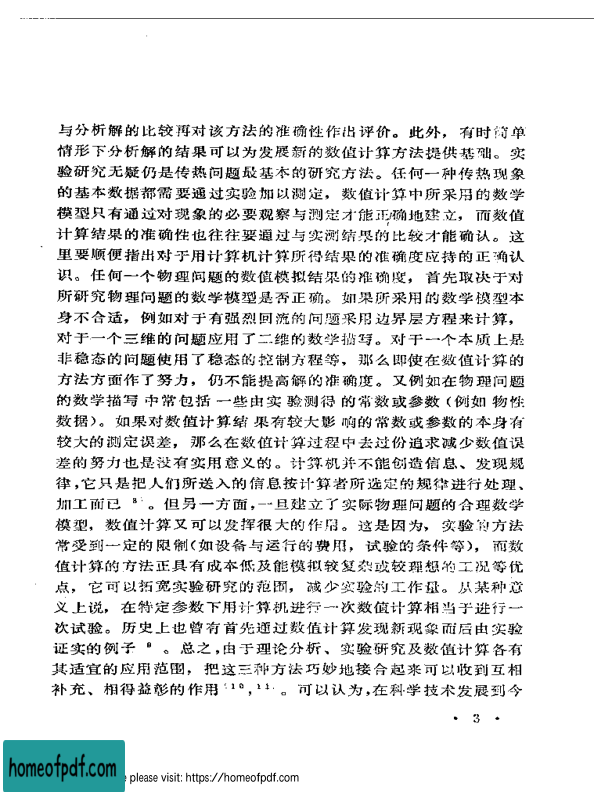 与分析解的比较再对该方法的准确性作出评价。此外，有时简单
情形下分析解的结果可以为发展新的数值计算方法提供基础。实
验研究无疑仍是传热问题最基本的研究方法。任何一种传热现象
的基本数据都需要通过实验加以测定，数值计算中所采用的数学
模型只有通过对现象的必要观察与测定才能正确地建立，而数值
计算结果的准确性也往往要通过与实测结果的比较才能确认。这
里要顺便指出对于用计算机计算所得结果的准确度应持的正确认
识。任何一个物理问题的数值模拟结果的准确度，首先取决于对
所研究物理问题的数学模型是否正确。如果所采用的数学模型本
身不合适，例如对于有强烈回流的问题采用边界层方程来计算，
对于一个三维的问题应用了二维的数学描写。对于一个本质上是
非稳态的问题使用了稳态的控制方程等，那么即使在数值计算的
方法方面作了努力，仍不能提高解的准确度。又例如在物理问题
的数学描写中常包括一些由实验测得的常数或参数（例如物性
数据）。如果对数值计算结果有较大影响的常数或参数的本身有
较大的测定误差，那么在数值计算过程中去过份追求减少数值误
差的努力也是没有实用意义的。计算机并不能创造信息、发现规
律，它只是把人们所送入的信息按计算者所选定的规律进行处理、
加工而已 8 。但另一方面，一旦建立了实际物理问题的合理数学
模型，数值计算又可以发挥很大的作用。这是因为，实验的方法
常受到一定的限制（如设备与运行的费用，试验的条件等），而数
值计算的方法正具有成本低及能模拟较复杂或较理想的工况等优
点，它可以拓宽实验研究的范围，减少实验的工作量。从某种意
义上说，在特定参数下用计算机进行一次数值计算相当于进行一
次试验。历史上也曾有首先通过数值计算发现新现象而后由实验
证实的例子 9 。总之，由于理论分析、实验研究及数值计算各有
其适宜的应用范围，把这三种方法巧妙地接合起来可以收到互相
补充、相得益彰的作用[10,11]。可以认为，在科学技术发展到今
• 3 •
homeofpdf.com
please visit: https://homeofpdf.com